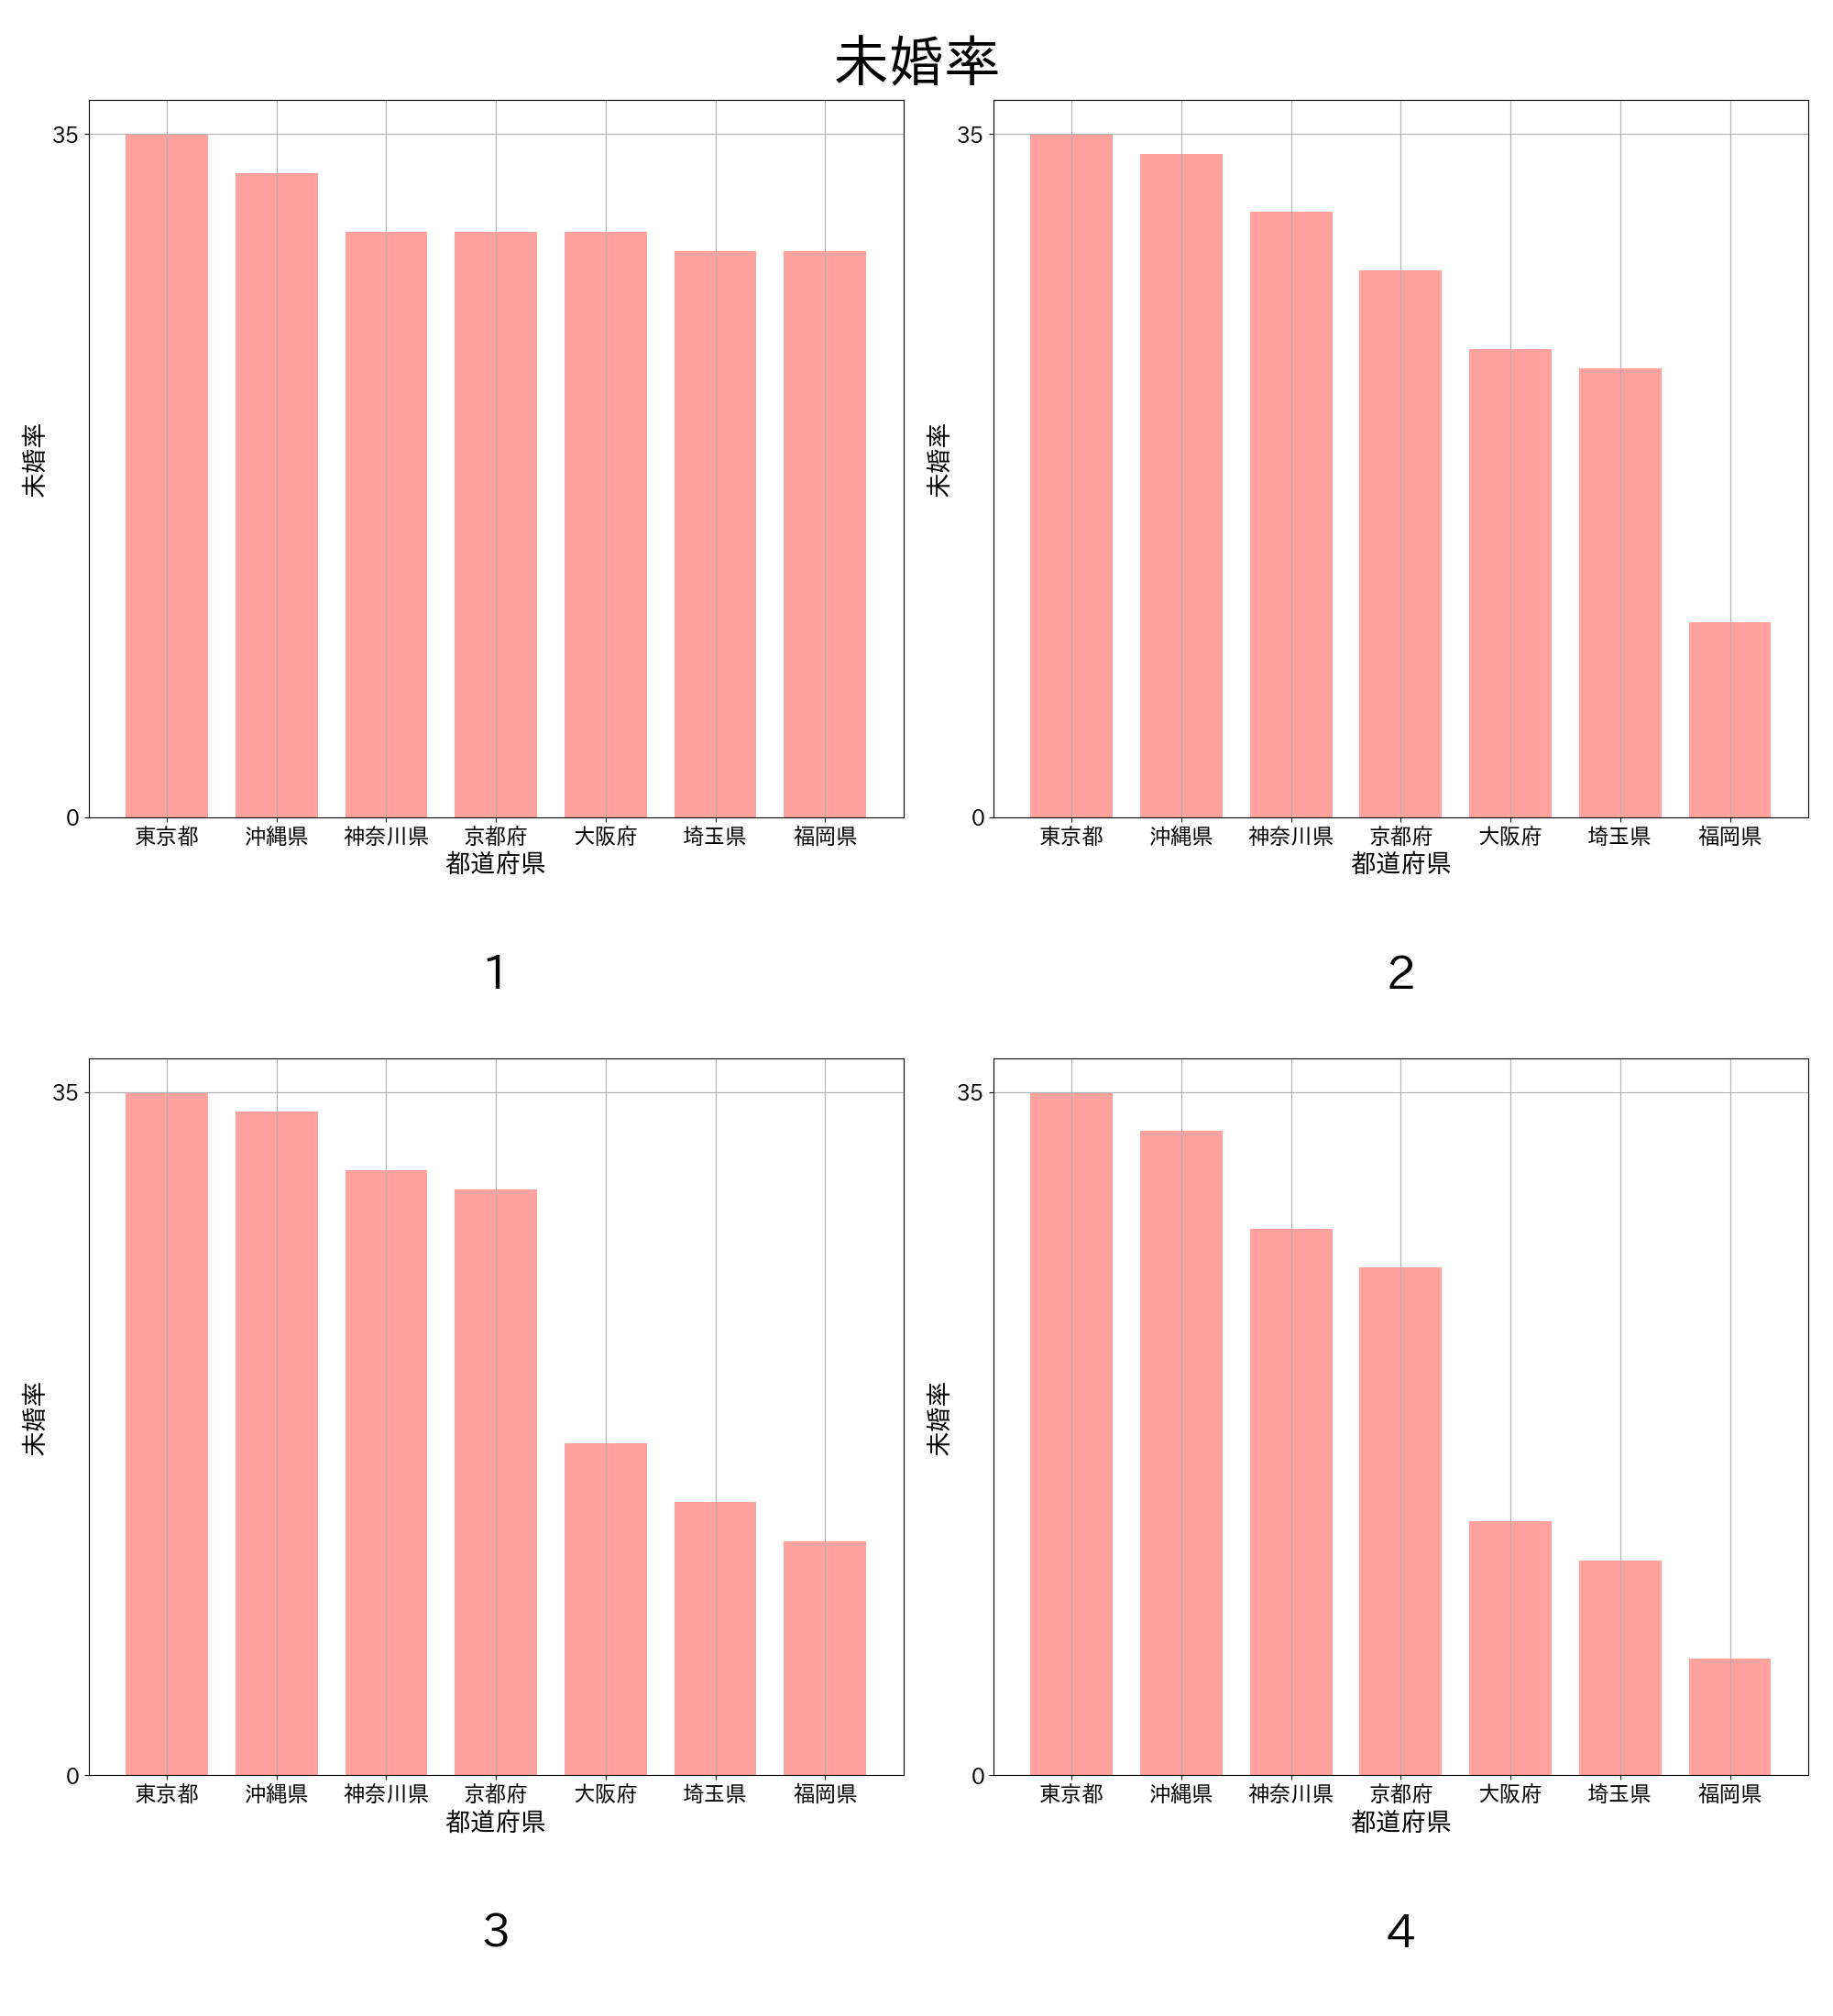 未婚率
35
0
未婚率
東京都 沖縄県 神奈川県 京都府 大阪府 埼玉県 福岡県
都道府県
1
35
0
未婚率
東京都 沖縄県 神奈川県 京都府 大阪府 埼玉県 福岡県
都道府県
2
35
0
未婚率
東京都 沖縄県 神奈川県 京都府 大阪府 埼玉県 福岡県
都道府県
3
35
0
未婚率
東京都 沖縄県 神奈川県 京都府 大阪府 埼玉県 福岡県
都道府県
4